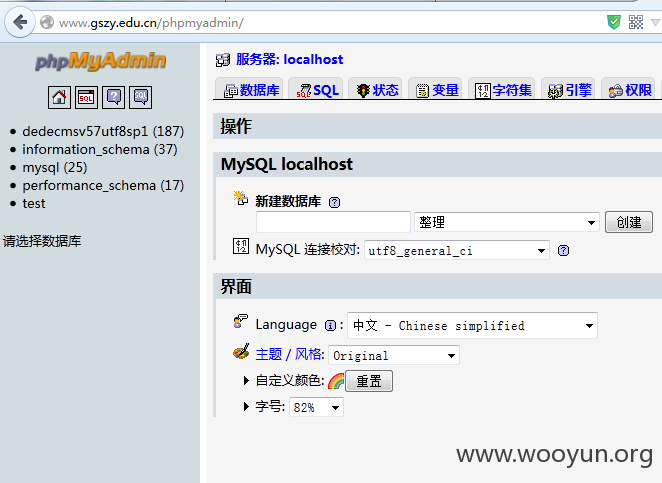 www.gszy.edu.cn/phpmyadmin/
phpMyAdmin
SQL
dedecmsv57utf8sp1 (187)
information_schema (37)
mysql (25)
performance_schema (17)
test
请选择数据库
服务器: localhost
数据库 SQL 状态 变量 字符集 引擎 权限
操作
MySQL localhost
新建数据库
整理 创建
MySQL 连接校对: utf8_general_ci
界面
Language : 中文 - Chinese simplified
主题 / 风格: Original
自定义颜色: 重置
字号: 82%
www.wooyun.org